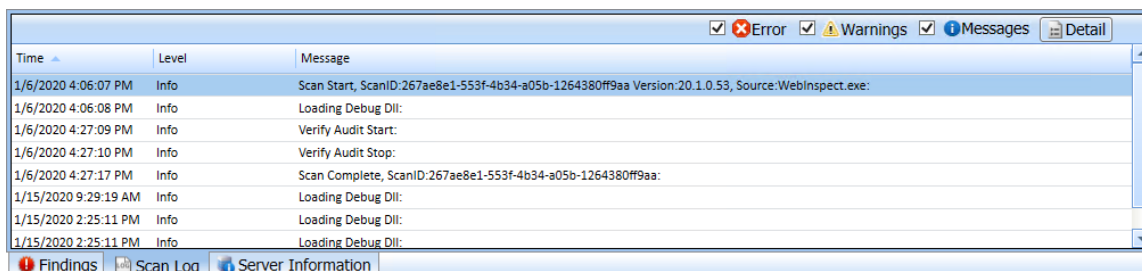 Error Warnings Messages Detail
Time Level Message
1/6/2020 4:06:07 PM Info Scan Start, ScanID:267ae8e1-553f-4b34-a05b-1264380ff9aa Version:20.1.0.53, Source:WebInspect.exe:
1/6/2020 4:06:08 PM Info Loading Debug Dll:
1/6/2020 4:27:09 PM Info Verify Audit Start:
1/6/2020 4:27:10 PM Info Verify Audit Stop:
1/6/2020 4:27:17 PM Info Scan Complete, ScanID:267ae8e1-553f-4b34-a05b-1264380ff9aa:
1/15/2020 9:29:19 AM Info Loading Debug Dll:
1/15/2020 2:25:11 PM Info Loading Debug Dll:
1/15/2020 2:25:11 PM Info Loading Debug Dll:
Findings Scan Log Server Information